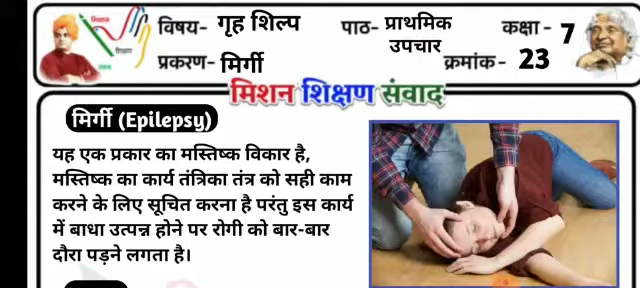 विषय- गृह शिल्प
पाठ- प्राथमिक उपचार
कक्षा - 7
प्रकरण- मिर्गी
क्रमांक - 23
मिशन शिक्षण संवाद
मिर्गी (Epilepsy)
यह एक प्रकार का मस्तिष्क विकार है,
मस्तिष्क का कार्य तंत्रिका तंत्र को सही काम
करने के लिए सूचित करना है परंतु इस कार्य
में बाधा उत्पन्न होने पर रोगी को बार-बार
दौरा पड़ने लगता है।